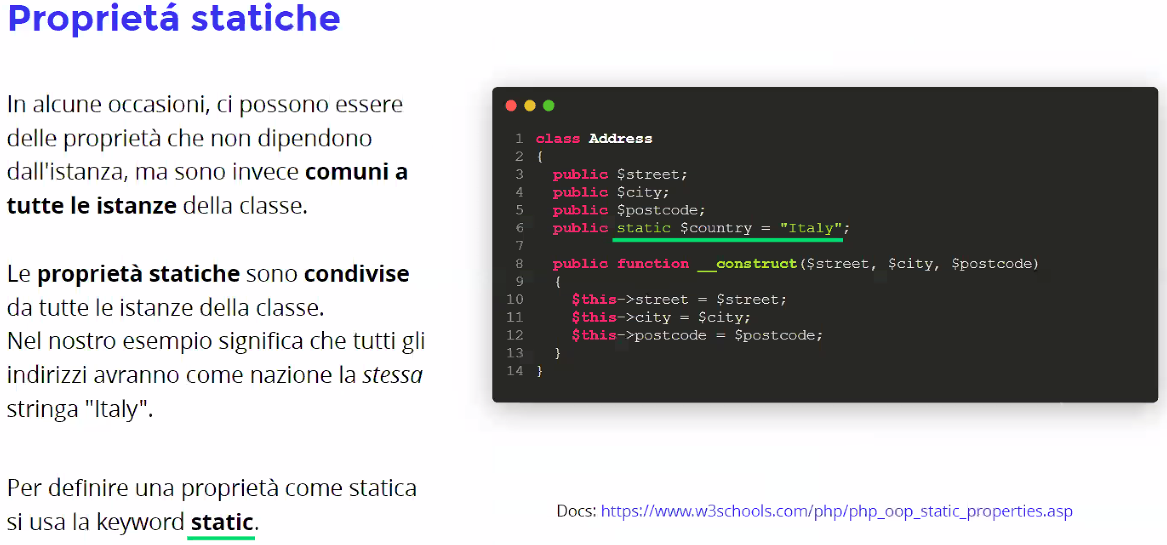 Proprietá statiche
In alcune occasioni, ci possono essere
delle proprietà che non dipendono
dall'istanza, ma sono invece comuni a
tutte le istanze della classe.
Le proprietà statiche sono condivise
da tutte le istanze della classe.
Nel nostro esempio significa che tutti gli
indirizzi avranno come nazione la stessa
stringa "Italy".
Per definire una proprietà come statica
si usa la keyword static.
1 class Address
2 {
3 public $street;
4 public $city;
5 public $postcode;
6 public static $country = "Italy";
7
8 public function __construct($street, $city, $postcode)
9 {
10 $this->street = $street;
11 $this->city = $city;
12 $this->postcode = $postcode;
13 }
14 }
Docs: https://www.w3schools.com/php/php_oop_static_properties.asp